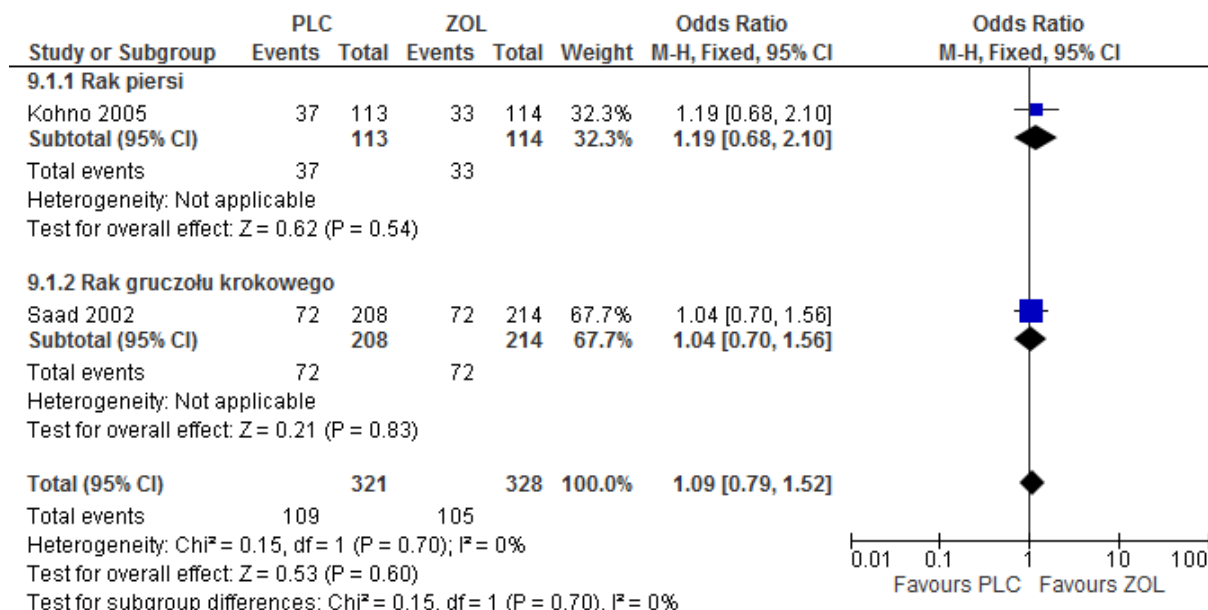 PLC ZOL Odds Ratio Odds Ratio
Study or Subgroup Events Total Events Total Weight M-H, Fixed, 95% CI M-H, Fixed, 95% CI
9.1.1 Rak piersi
Kohno 2005 37 113 33 114 32.3% 1.19 [0.68, 2.10]
Subtotal (95% CI) 113 114 32.3% 1.19 [0.68, 2.10]
Total events 37 33
Heterogeneity: Not applicable
Test for overall effect: Z = 0.62 (P = 0.54)
9.1.2 Rak gruczołu krokowego
Saad 2002 72 208 72 214 67.7% 1.04 [0.70, 1.56]
Subtotal (95% CI) 208 214 67.7% 1.04 [0.70, 1.56]
Total events 72 72
Heterogeneity: Not applicable
Test for overall effect: Z = 0.21 (P = 0.83)
Total (95% CI) 321 328 100.0% 1.09 [0.79, 1.52]
Total events 109 105
Heterogeneity: Chi² = 0.15, df = 1 (P = 0.70); I² = 0%
Test for overall effect: Z = 0.53 (P = 0.60)
Test for subgroup differences: Chi² = 0.15, df = 1 (P = 0.70), I² = 0%
0.01 0.1 1 10 100
Favours PLC Favours ZOL